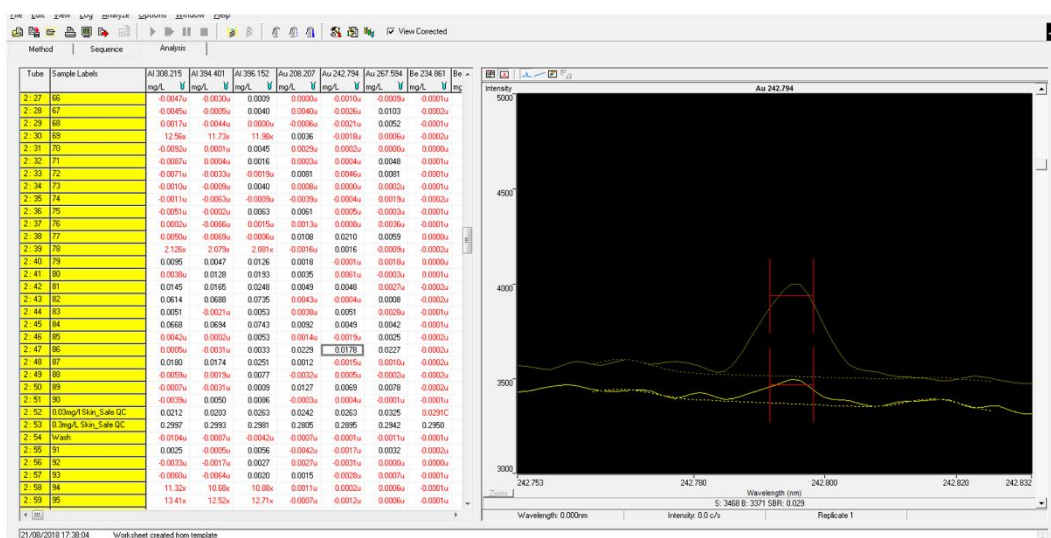 File Edit View Log Analyze Options Window Help
View Corrected
Method Sequence Analysis
Tube Sample Labels Al 308.215 Al 394.401 Al 396.152 Au 208.207 Au 242.794 Au 267.594 Be 234.861 Be
mg/L mg/L mg/L mg/L mg/L mg/L mg/L
2:27 66 -0.0047u -0.0030u 0.0009 0.0000u -0.0010u -0.0009u -0.0001u
2:28 67 -0.0045u -0.0005u 0.0040 0.0040u -0.0026u 0.0103 -0.0002u
2:29 68 0.0017u -0.0044u 0.0000u -0.0006u -0.0021u 0.0052 -0.0001u
2:30 69 12.56x 11.73x 11.98x 0.0036 -0.0018u 0.0006u -0.0002u
2:31 70 -0.0092u 0.0001u 0.0045 0.0029u 0.0002u 0.0000u 0.0000u
2:32 71 -0.0087u 0.0004u 0.0016 0.0003u 0.0004u 0.0048 -0.0001u
2:33 72 -0.0071u -0.0033u -0.0019u 0.0081 0.0046u 0.0081 -0.0001u
2:34 73 -0.0010u -0.0009u 0.0040 0.0008u 0.0000u 0.0002u -0.0001u
2:35 74 -0.0011u -0.0063u -0.0009u -0.0039u -0.0004u 0.0019u -0.0002u
2:36 75 -0.0051u -0.0002u 0.0063 0.0061 0.0005u -0.0003u -0.0001u
2:37 76 0.0002u -0.0066u 0.0015u 0.0013u 0.0008u 0.0036u -0.0001u
2:38 77 0.0050u -0.0069u -0.0006u 0.0108 0.0210 0.0059 0.0000u
2:39 78 2.126x 2.079x 2.081x -0.0016u 0.0016 -0.0009u -0.0002u
2:40 79 0.0095 0.0047 0.0126 0.0018 -0.0001u 0.0018u 0.0000u
2:41 80 0.0038u 0.0128 0.0193 0.0035 0.0061u -0.0003u 0.0001u
2:42 81 0.0145 0.0165 0.0248 0.0049 0.0048 0.0027u -0.0002u
2:43 82 0.0614 0.0688 0.0735 0.0043u -0.0004u 0.0008 -0.0002u
2:44 83 0.0051 -0.0021u 0.0053 0.0038u 0.0051 0.0028u -0.0001u
2:45 84 0.0668 0.0694 0.0743 0.0092 0.0049 0.0042 -0.0001u
2:46 85 0.0042u 0.0002u 0.0053 0.0014u -0.0019u 0.0025 -0.0002u
2:47 86 0.0005u -0.0031u 0.0033 0.0229 0.0178 0.0227 -0.0002u
2:48 87 0.0180 0.0174 0.0251 0.0012 -0.0015u 0.0010u -0.0002u
2:49 88 -0.0059u 0.0019u 0.0077 -0.0032u 0.0005u -0.0002u -0.0002u
2:50 89 -0.0007u -0.0031u 0.0009 0.0127 0.0069 0.0078 -0.0002u
2:51 90 -0.0039u 0.0050 0.0086 -0.0003u 0.0004u -0.0001u -0.0001u
2:52 0.03mg/l Skin_Safe QC 0.0212 0.0203 0.0263 0.0242 0.0263 0.0325 0.0291C
2:53 0.3mg/L Skin_Safe QC 0.2997 0.2993 0.2981 0.2805 0.2895 0.2942 0.2950
2:54 Wash -0.0104u -0.0007u -0.0042u -0.0007u -0.0001u -0.0011u -0.0001u
2:55 91 0.0025 -0.0005u 0.0056 -0.0042u -0.0017u 0.0032 -0.0002u
2:56 92 -0.0033u -0.0017u 0.0027 0.0027u -0.0031u 0.0000u 0.0000u
2:57 93 -0.0060u -0.0064u 0.0020 0.0015 -0.0028u 0.0007u -0.0001u
2:58 94 11.32x 10.68x 10.88x 0.0011u 0.0002u 0.0006u -0.0001u
2:59 95 13.41x 12.52x 12.71x -0.0007u -0.0012u 0.0006u -0.0001u
Intensity Au 242.794
5000
4500
4000
3500
3000
242.753 242.780 242.800 242.820 242.832
Zoom Wavelength (nm)
S: 3468 B: 3371 SBR: 0.029
Wavelength: 0.000nm Intensity: 0.0 c/s Replicate 1
21/08/2018 17:38:04 Worksheet created from template